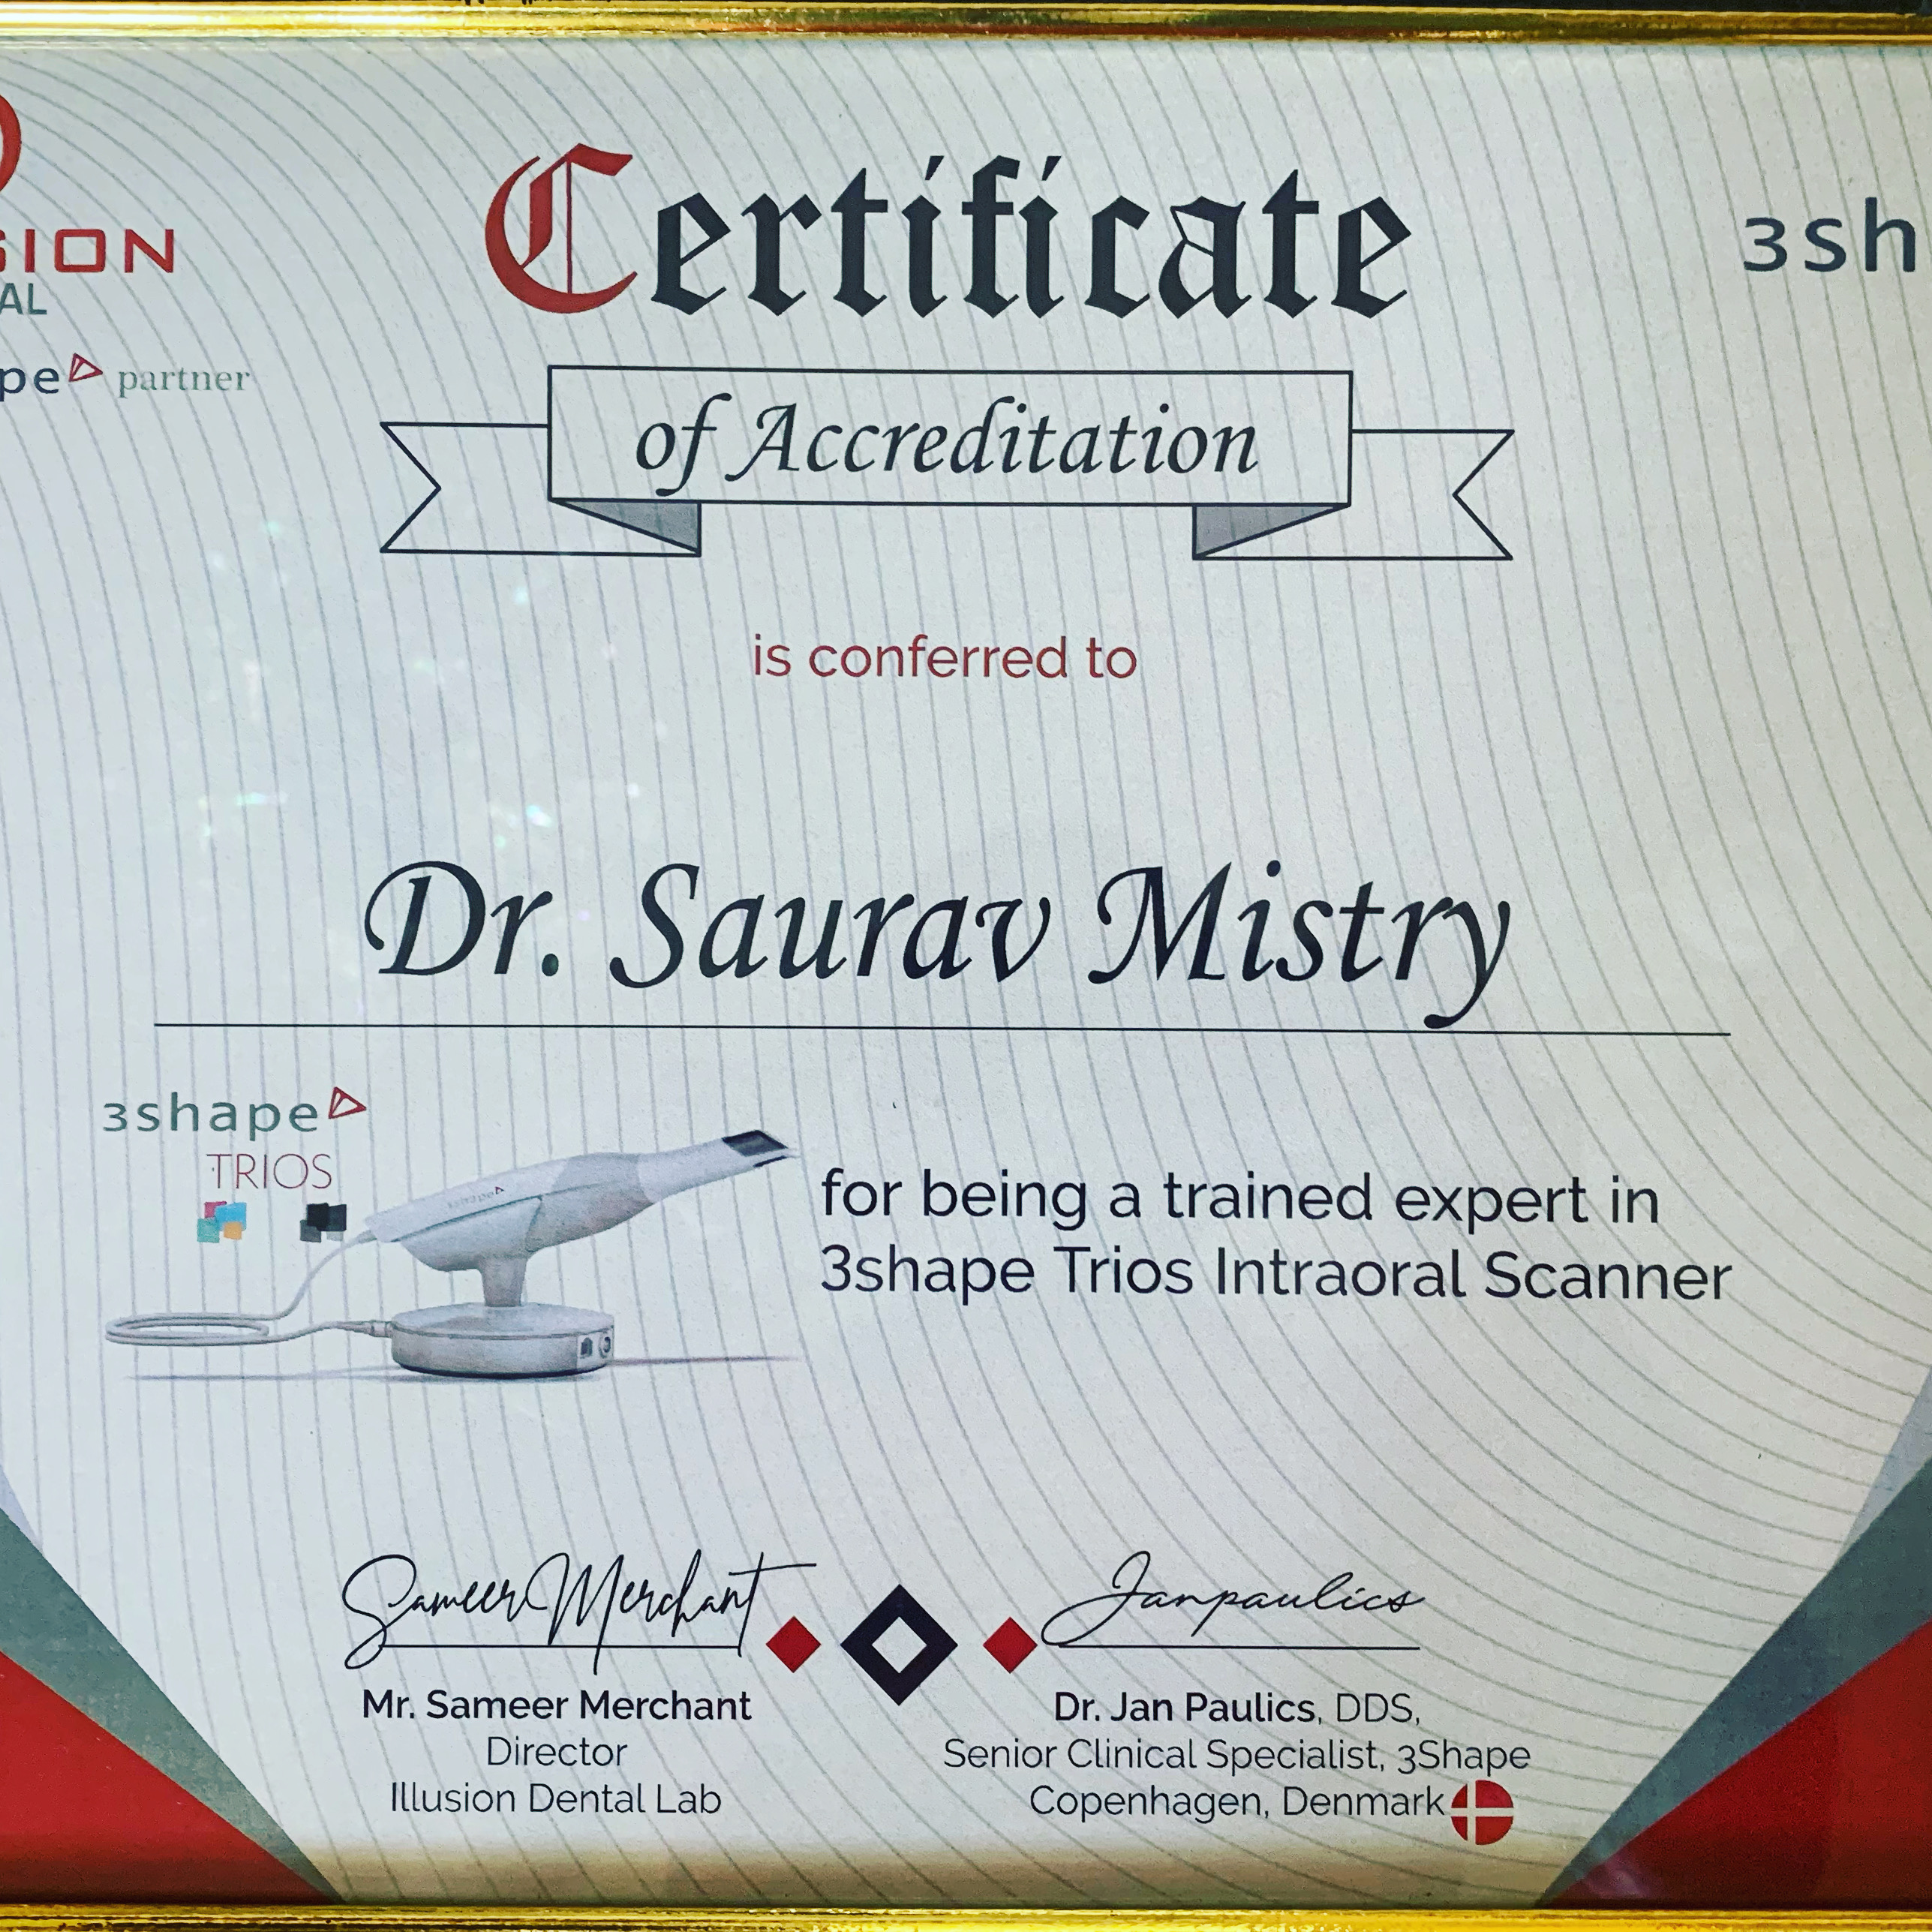 Certificate
SION
AL
3sh
pe partner
of Accreditation
is conferred to
Dr. Saurav Mistry
3shape
TRIOS
for being a trained expert in
3shape Trios Intraoral Scanner
Sameer Merchant
Janpaulics
Mr. Sameer Merchant
Director
Illusion Dental Lab
Dr. Jan Paulics, DDS,
Senior Clinical Specialist, 3Shape
Copenhagen, Denmark